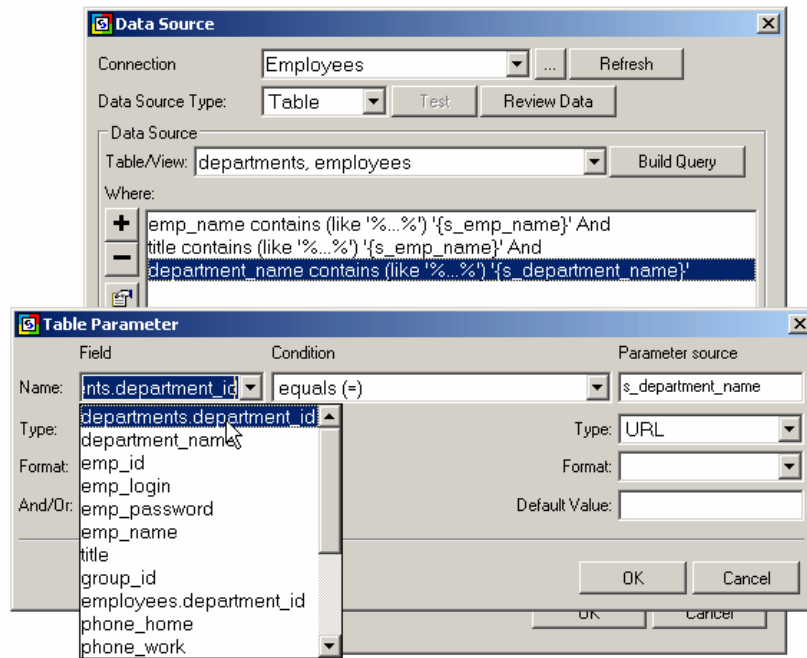 Data Source
Connection Employees ... Refresh
Data Source Type: Table Test Review Data
Data Source
Table/View: departments, employees Build Query
Where:
emp_name contains (like '%...%') '{s_emp_name}' And
title contains (like '%...%') '{s_emp_name}' And
department_name contains (like '%...%') '{s_department_name}'
Table Parameter
Field Condition Parameter source
Name: nts.department_id equals (=) s_department_name
departments.department_id
Type: department_name Type: URL
Format: emp_id Format:
emp_login
And/Or: emp_password Default Value:
emp_name
title
group_id OK Cancel
employees.department_id
phone_home OK Cancel
phone_work